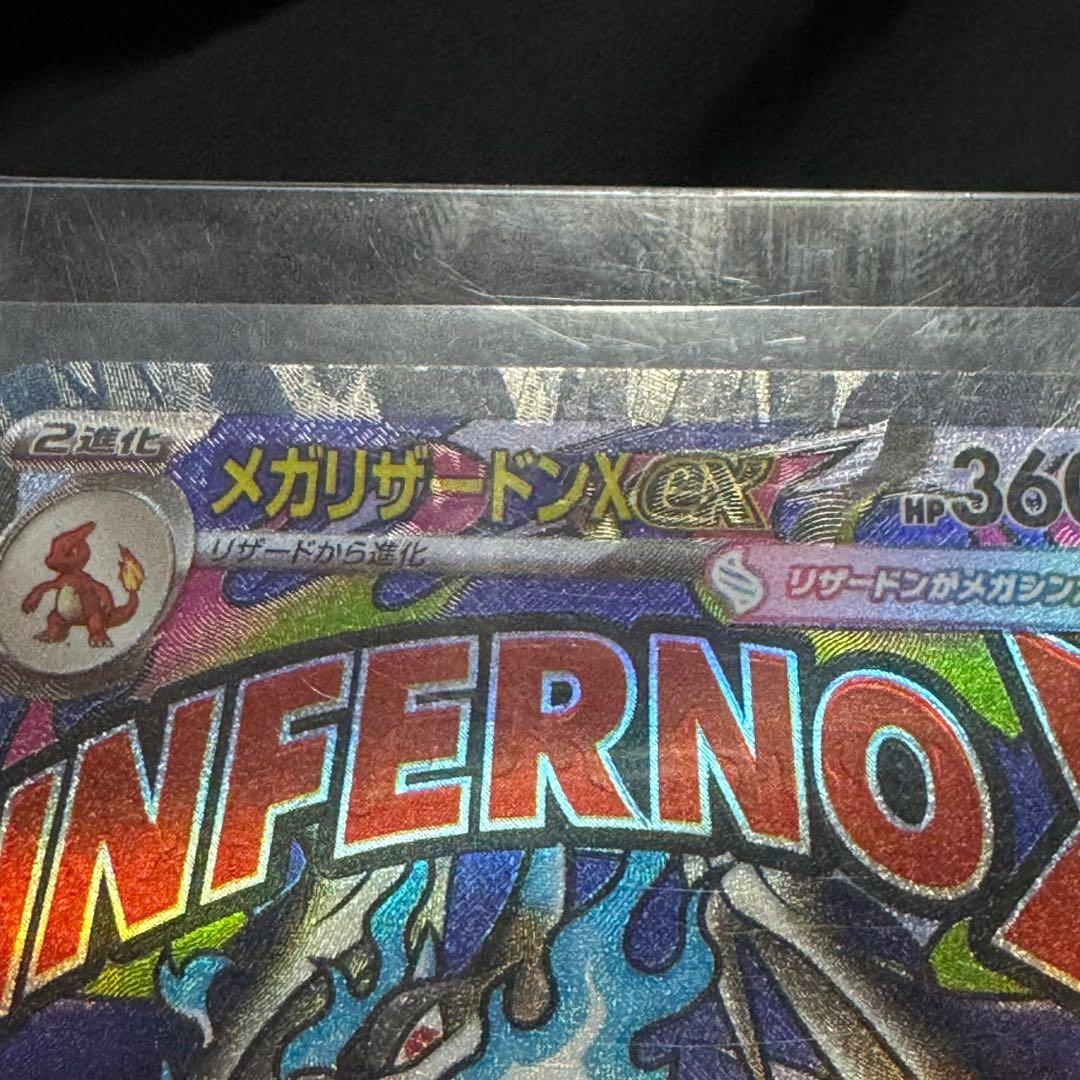 2進化
メガリザードンXex
HP360
リザードから進化
リザードンがメガシン
INFERNO X